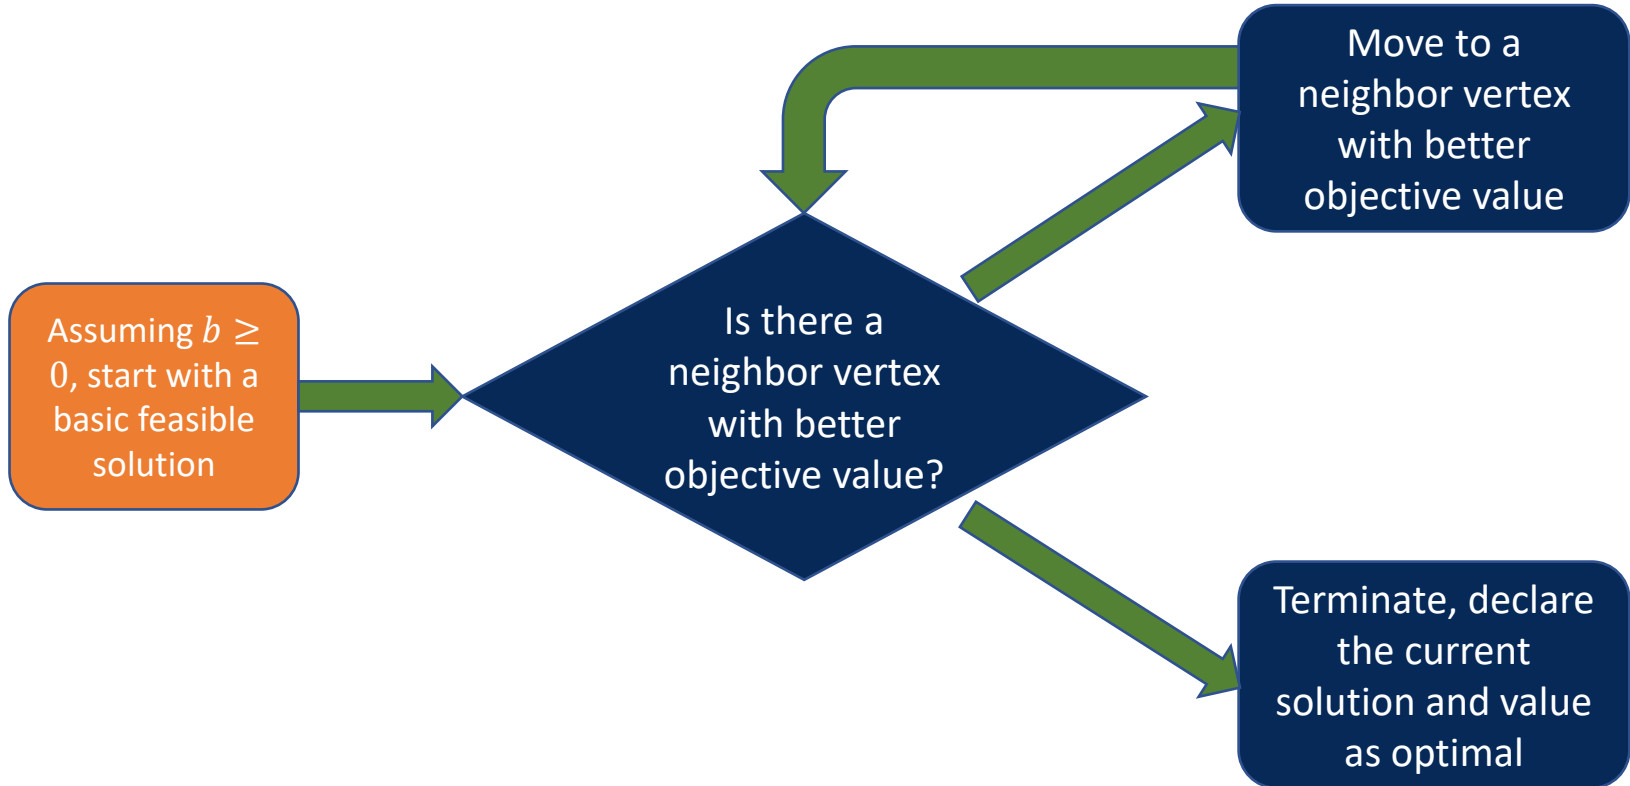 Assuming 𝑏 ≥
0, start with a
basic feasible
solution
Is there a
neighbor vertex
with better
objective value?
Move to a
neighbor vertex
with better
objective value
Terminate, declare
the current
solution and value
as optimal